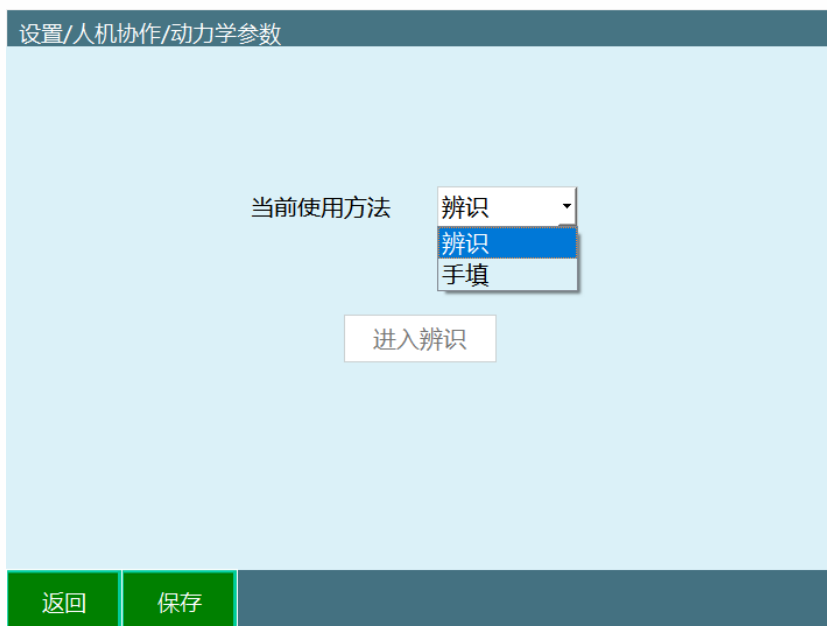 设置/人机协作/动力学参数
当前使用方法 辨识
辨识
手填
进入辨识
返回 保存